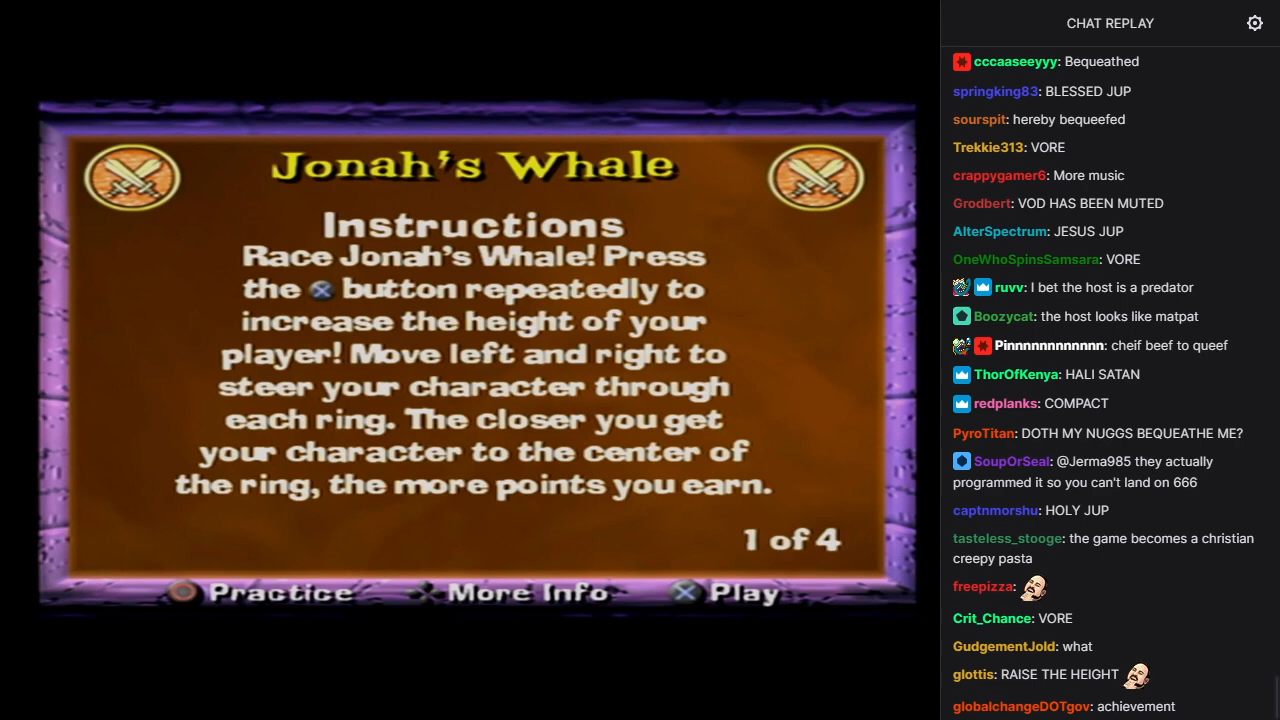 Jonah's Whale
Instructions
Race Jonah's Whale! Press
the button repeatedly to
increase the height of your
player! Move left and right to
steer your character through
each ring. The closer you get
your character to the center of
the ring, the more points you earn.
1 of 4
Practice More Info Play
CHAT REPLAY
cccaaseeyyy: Bequeathed
springking83: BLESSED JUP
sourspit: hereby bequeefed
Trekkie313: VORE
crappygamer6: More music
Grodbert: VOD HAS BEEN MUTED
AlterSpectrum: JESUS JUP
OneWhoSpinsSamsara: VORE
ruvv: I bet the host is a predator
Boozycat: the host looks like matpat
Pinnnnnnnnnnn: cheif beef to queef
ThorOfKenya: HALI SATAN
redplanks: COMPACT
PyroTitan: DOTH MY NUGGS BEQUEATHE ME?
SoupOrSeal: @Jerma985 they actually
programmed it so you can't land on 666
captnmorshu: HOLY JUP
tasteless_stooge: the game becomes a christian
creepy pasta
freepizza:
Crit_Chance: VORE
GudgementJold: what
glottis: RAISE THE HEIGHT
globalchangeDOTgov: achievement